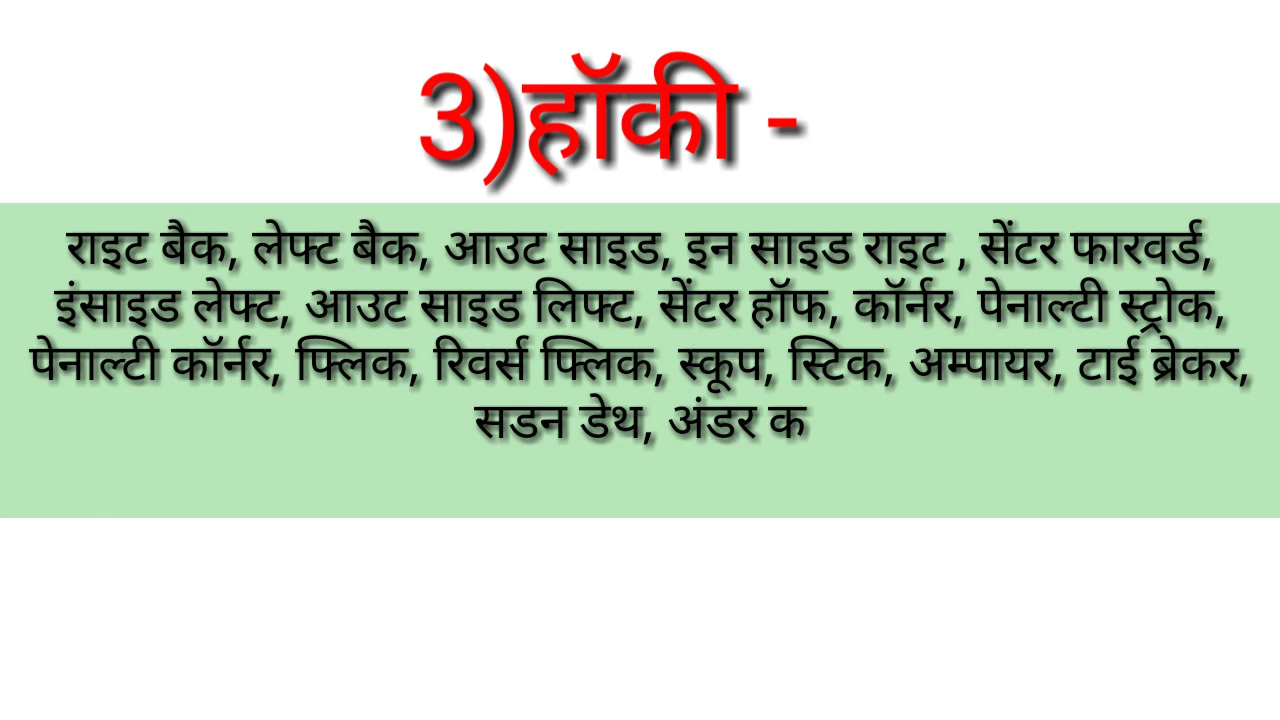 3)हॉकी -
राइट बैक, लेफ्ट बैक, आउट साइड, इन साइड राइट , सेंटर फारवर्ड,
इंसाइड लेफ्ट, आउट साइड लिफ्ट, सेंटर हॉफ, कॉर्नर, पेनाल्टी स्ट्रोक,
पेनाल्टी कॉर्नर, फ्लिक, रिवर्स फ्लिक, स्कूप, स्टिक, अम्पायर, टाई ब्रेकर,
सडन डेथ, अंडर क